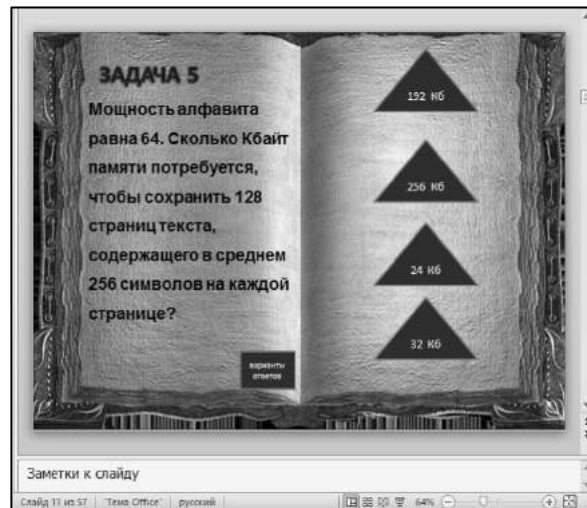 ЗАДАЧА 5
Мощность алфавита
равна 64. Сколько Кбайт
памяти потребуется,
чтобы сохранить 128
страниц текста,
содержащего в среднем
256 символов на каждой
странице?
варианты
ответов
192 Кб
256 Кб
24 Кб
32 Кб
Заметки к слайду
Слайд 11 из 57
"Тема Office"
русский
64%